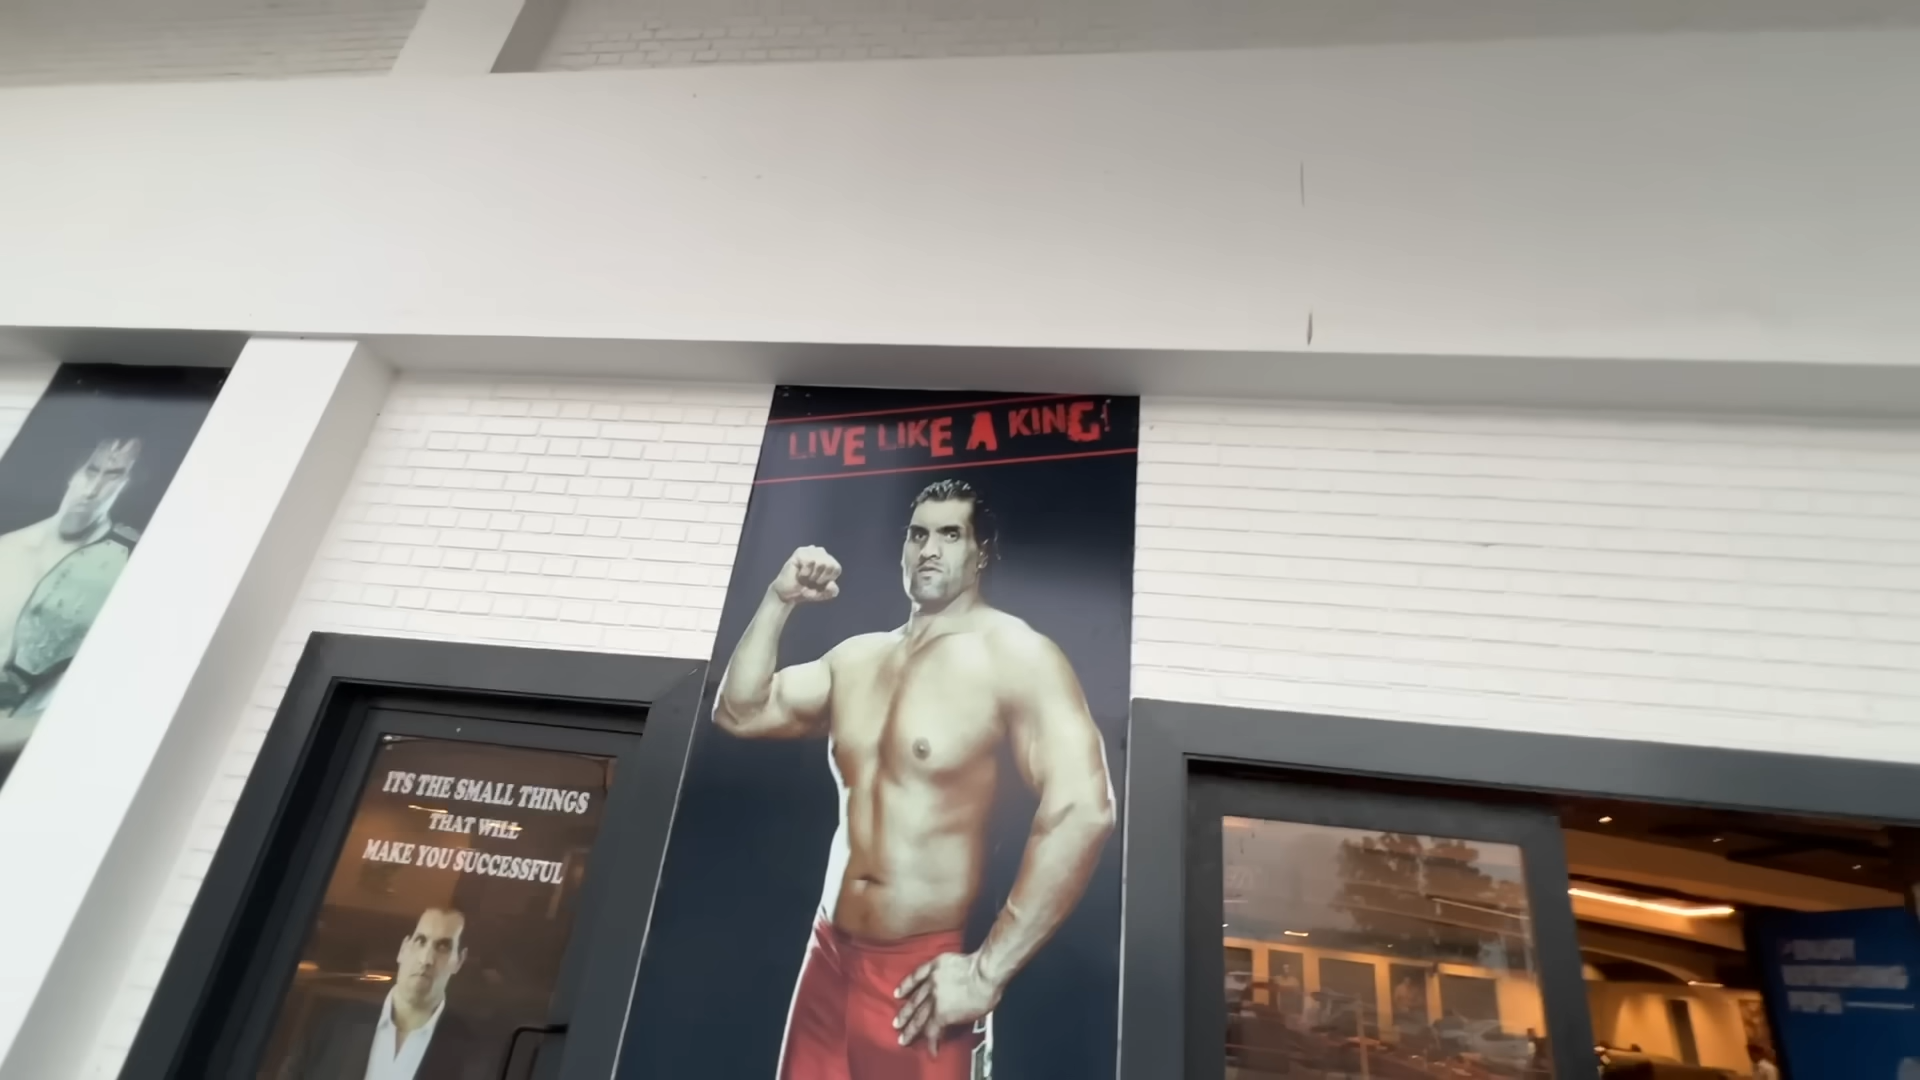 LIVE LIKE A KING!
ITS THE SMALL THINGS
THAT WILL
MAKE YOU SUCCESSFUL